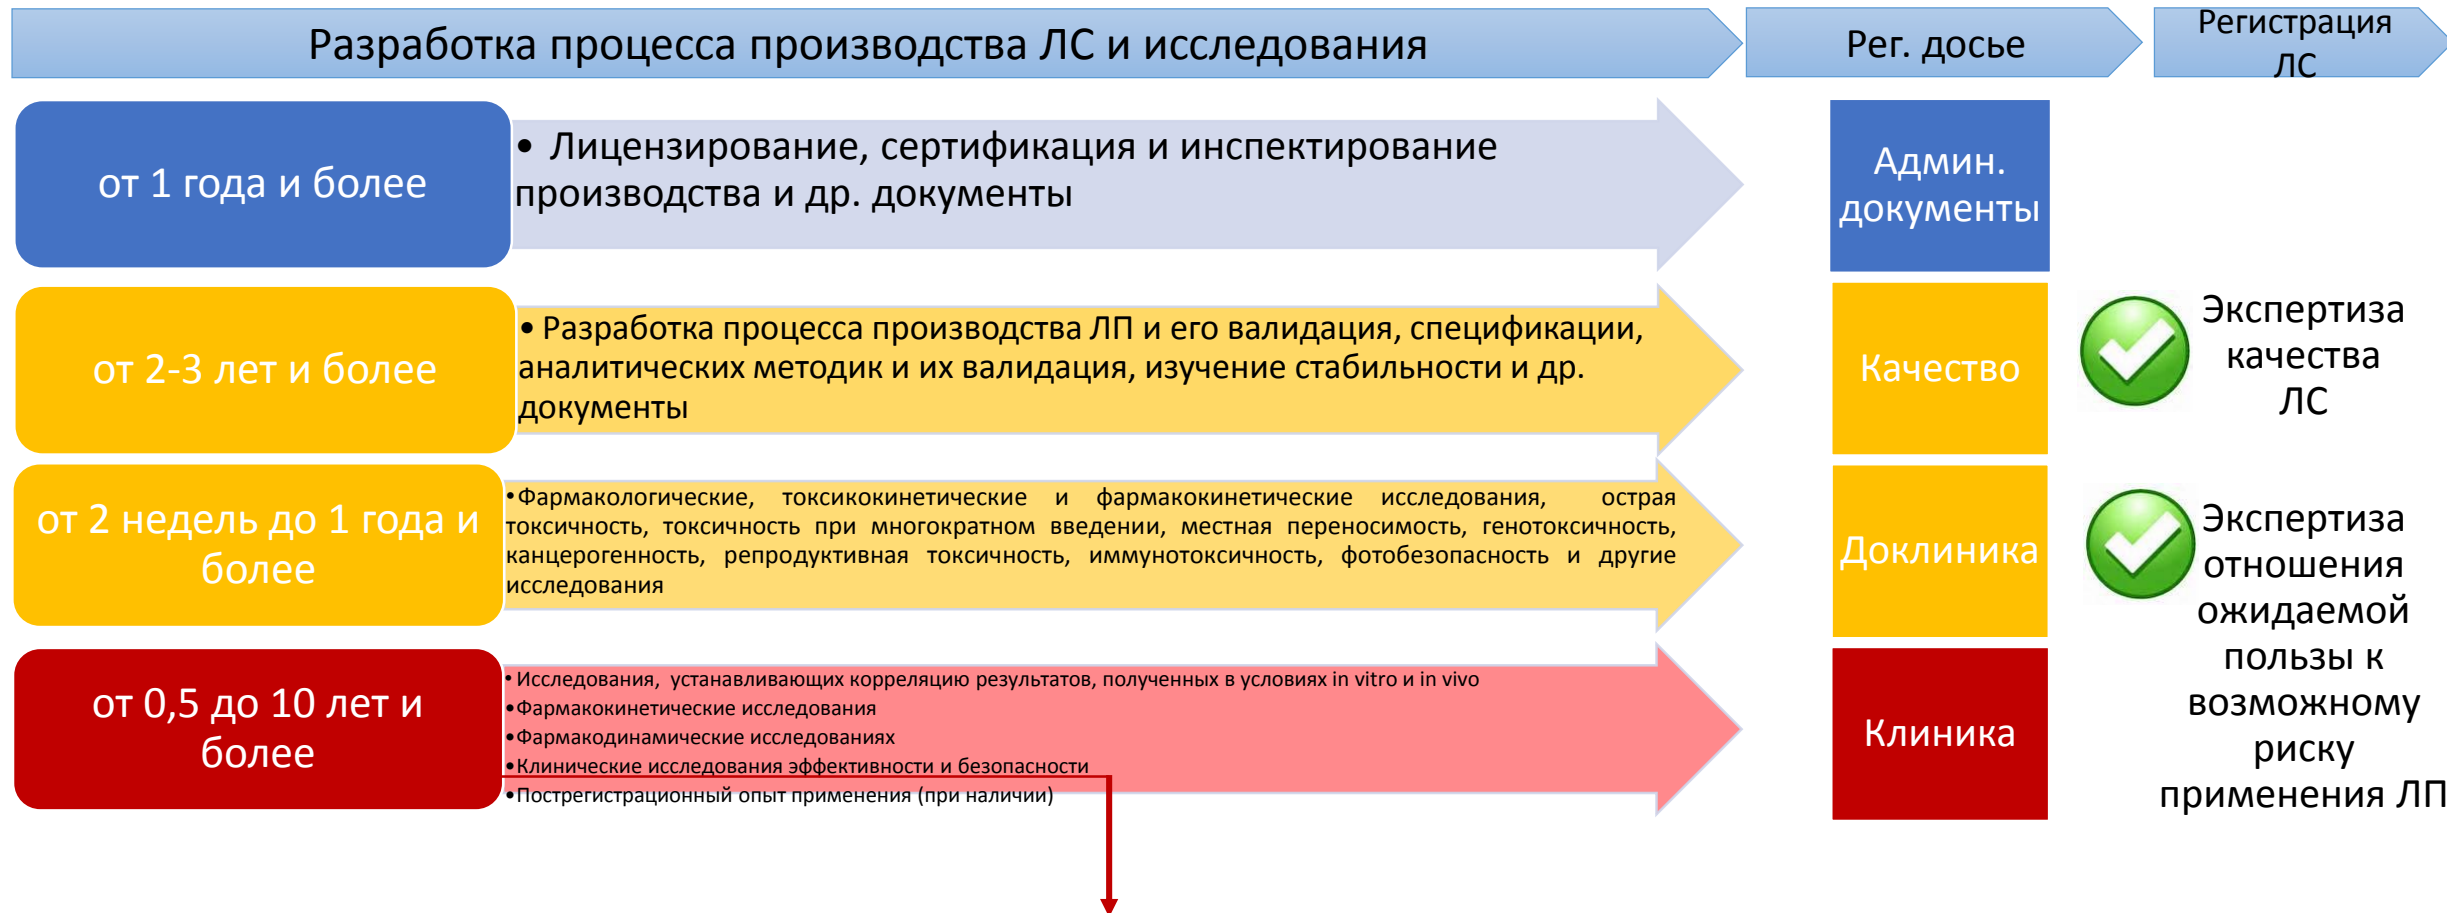 Разработка процесса производства ЛС и исследования
Рег. досье
Регистрация
ЛС
от 1 года и более
• Лицензирование, сертификация и инспектирование
производства и др. документы
Админ.
документы
от 2-3 лет и более
• Разработка процесса производства ЛП и его валидация, спецификации,
аналитических методик и их валидация, изучение стабильности и др.
документы
Качество
Экспертиза
качества
ЛС
от 2 недель до 1 года и
более
•Фармакологические, токсикокинетические и фармакокинетические исследования, острая
токсичность, токсичность при многократном введении, местная переносимость, генотоксичность,
канцерогенность, репродуктивная токсичность, иммунотоксичность, фотобезопасность и другие
исследования
Доклиника
Экспертиза
отношения
ожидаемой
пользы к
возможному
риску
применения ЛП
от 0,5 до 10 лет и
более
•Исследования, устанавливающих корреляцию результатов, полученных в условиях in vitro и in vivo
•Фармакокинетические исследования
•Фармакодинамические исследованиях
•Клинические исследования эффективности и безопасности
•Пострегистрационный опыт применения (при наличии)
Клиника